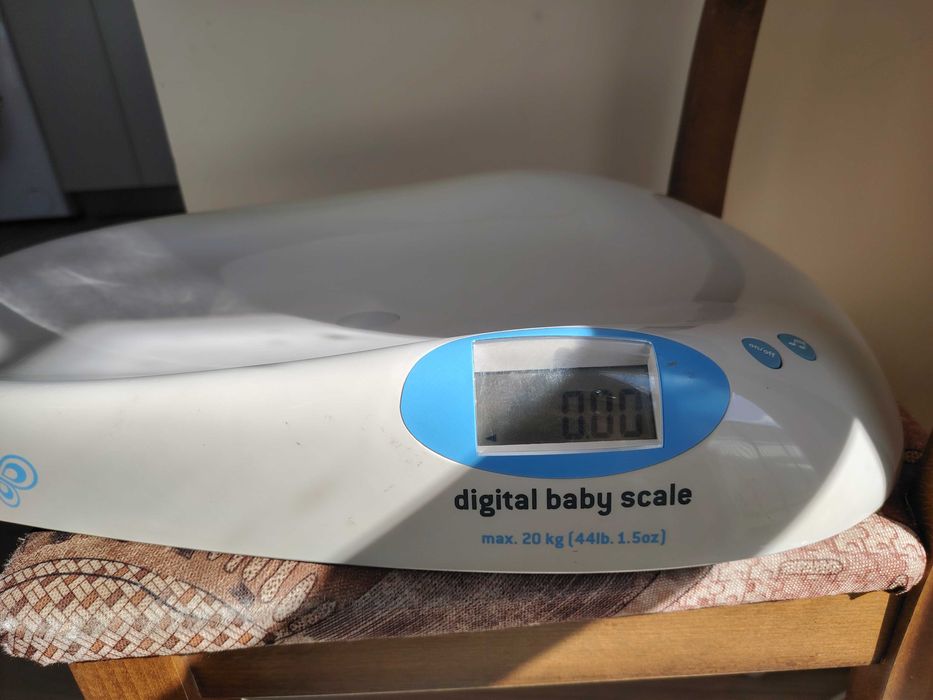 on/off
0.00
digital baby scale
max. 20 kg (44lb. 1.5oz)